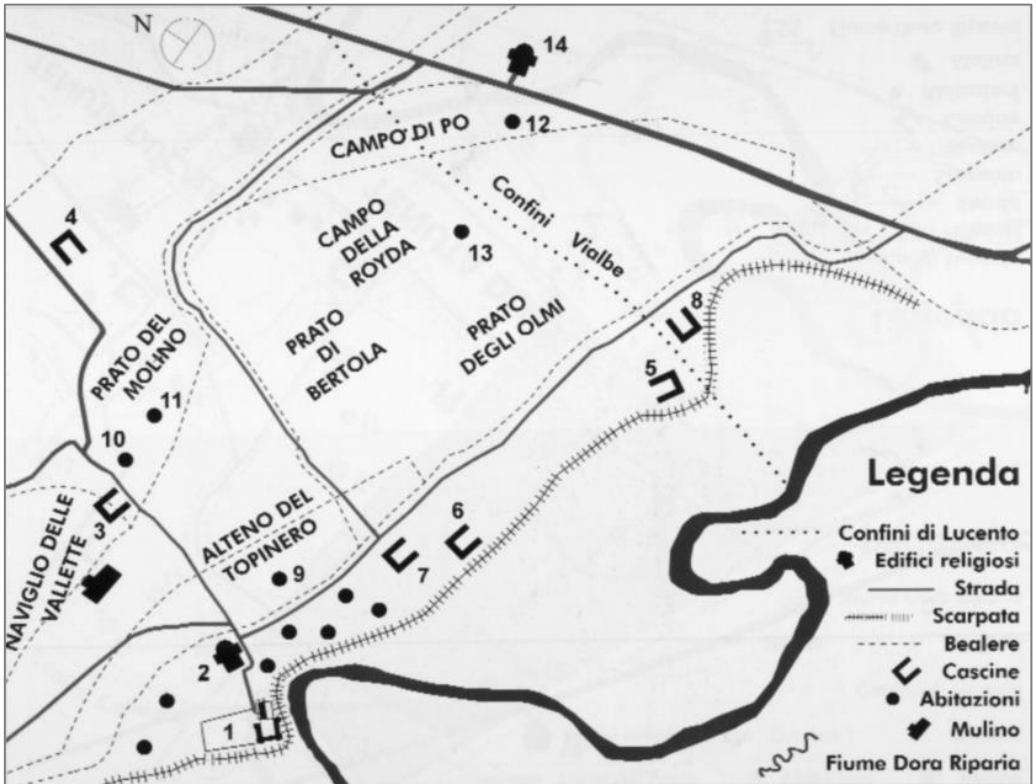 N
14
12
CAMPO DI PO
Confini
Vialbe
4
CAMPO
DELLA
ROYDA
13
PRATO DEL
MOLINO
PRATO
DI
BERTOLA
PRATO
DEGLI OLMI
8
5
11
10
3
NAVIGLIO DELLE
VALLETTE
ALTENO DEL
TOPINERO
9
6
7
2
1
Legenda
Confini di Lucento
Edifici religiosi
Strada
Scarpata
Bealere
Cascine
Abitazioni
Mulino
Fiume Dora Riparia